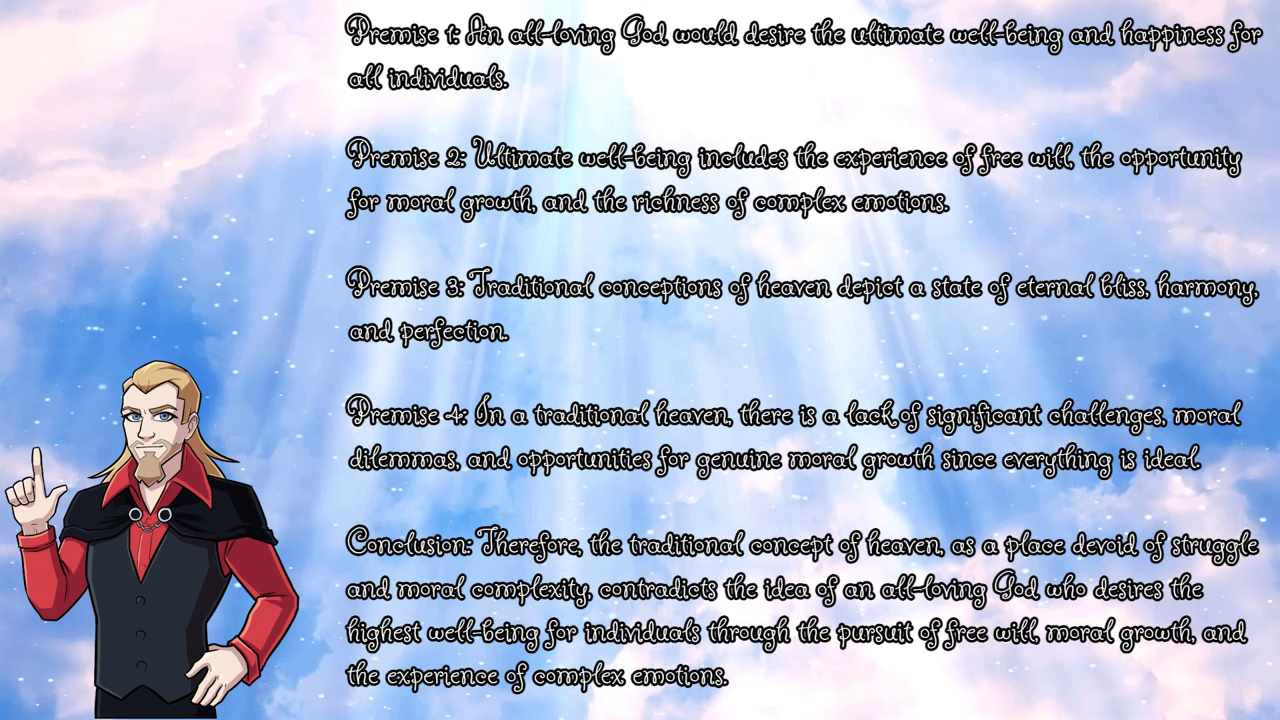 Premise 1: An all-loving God would desire the ultimate well-being and happiness for
all individuals.
Premise 2: Ultimate well-being includes the experience of free will, the opportunity
for moral growth, and the richness of complex emotions.
Premise 3: Traditional conceptions of heaven depict a state of eternal bliss, harmony,
and perfection.
Premise 4: In a traditional heaven, there is a lack of significant challenges, moral
dilemmas, and opportunities for genuine moral growth since everything is ideal.
Conclusion: Therefore, the traditional concept of heaven, as a place devoid of struggle
and moral complexity, contradicts the idea of an all-loving God who desires the
highest well-being for individuals through the pursuit of free will, moral growth, and
the experience of complex emotions.